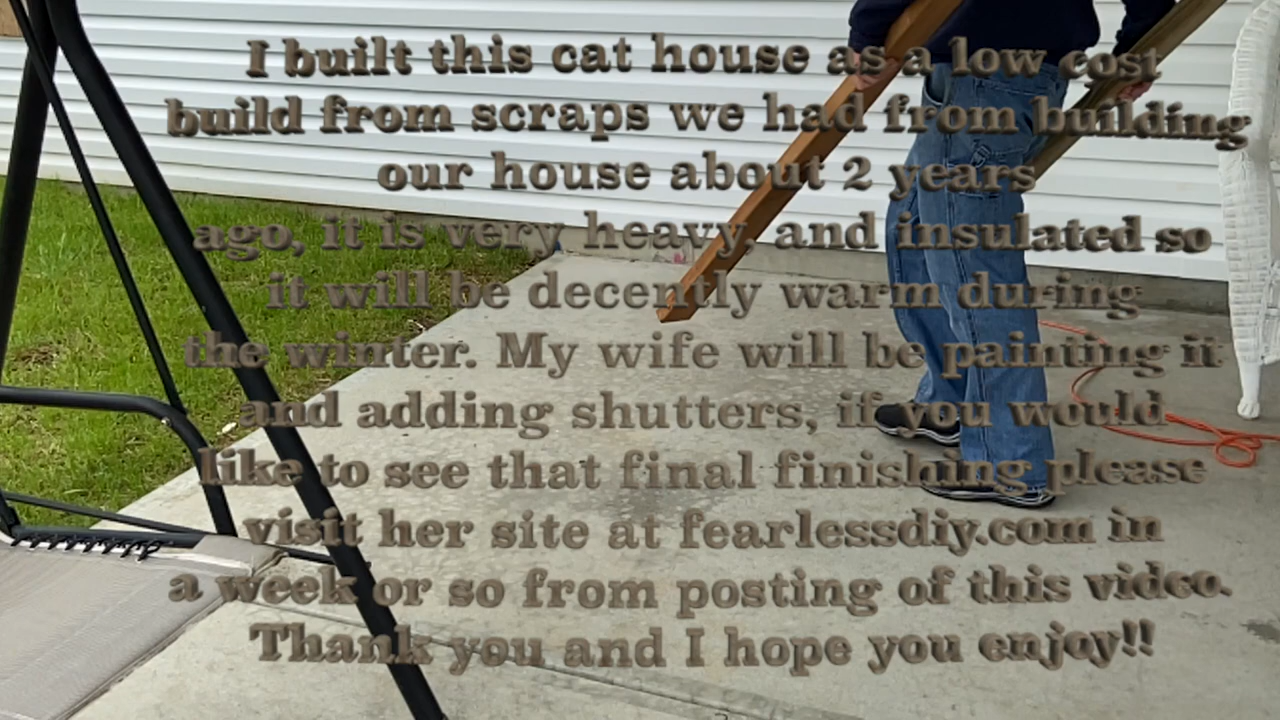 I built this cat house as a low cost
build from scraps we had from building
our house about 2 years
ago, it is very heavy, and insulated so
it will be decently warm during
the winter. My wife will be painting it
and adding shutters, if you would
like to see that final finishing please
visit her site at fearlessdiy.com in
a week or so from posting of this video.
Thank you and I hope you enjoy!!